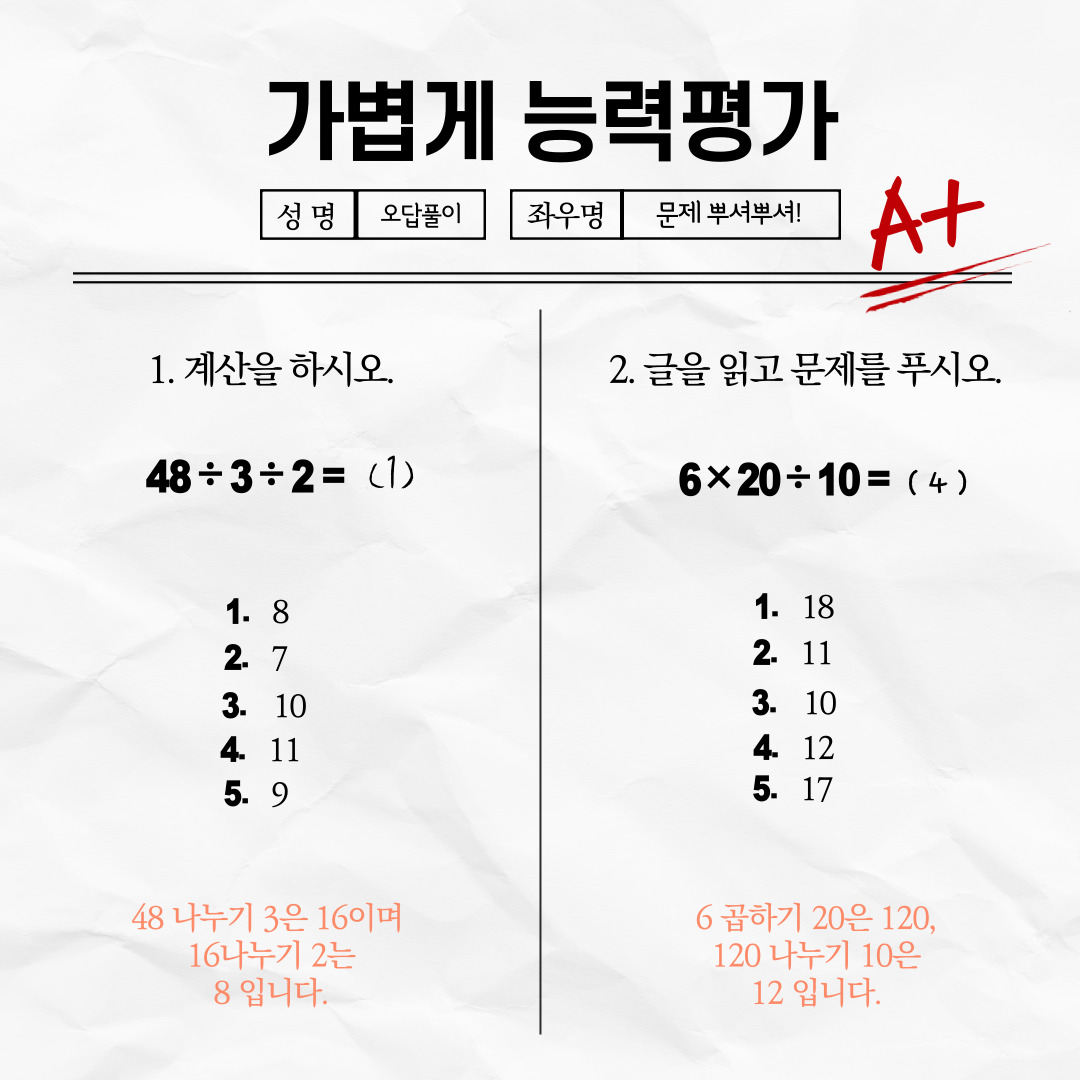 가볍게 능력평가
성 명 오답풀이 좌우명 문제 뿌셔뿌셔!
A+
1. 계산을 하시오.
48÷3÷2= (1)
1. 8
2. 7
3. 10
4. 11
5. 9
48 나누기 3은 16이며
16나누기 2는
8 입니다.
2. 글을 읽고 문제를 푸시오.
6×20÷10= ( 4 )
1. 18
2. 11
3. 10
4. 12
5. 17
6 곱하기 20은 120,
120 나누기 10은
12 입니다.